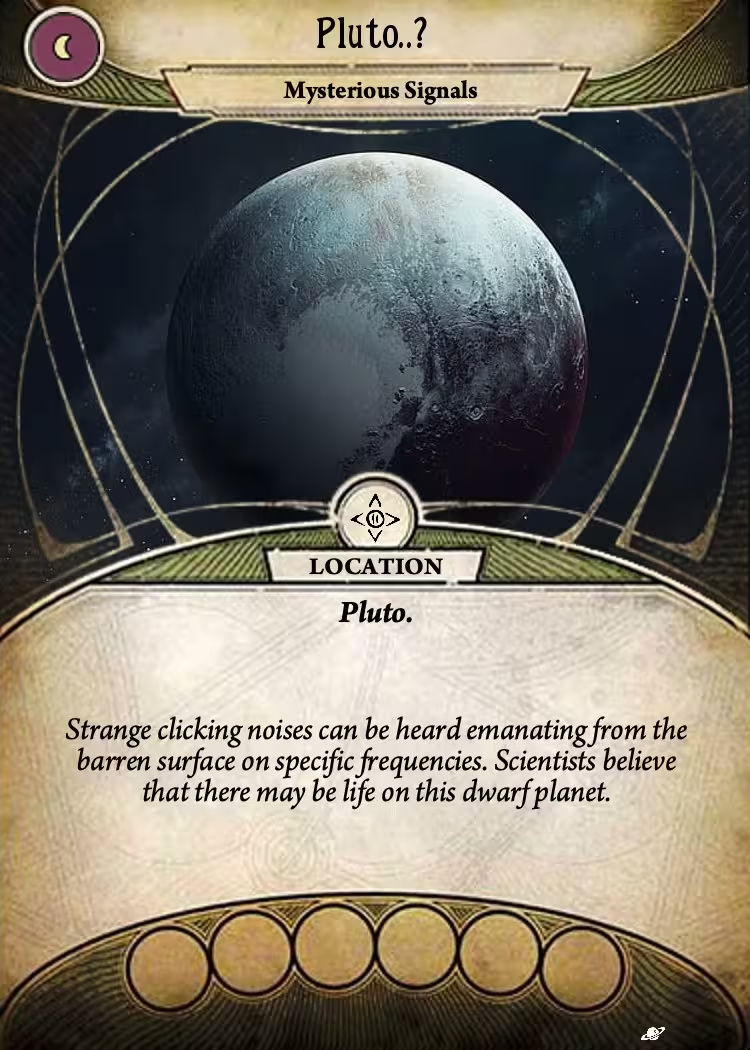 Pluto..?
Mysterious Signals
LOCATION
Pluto.
Strange clicking noises can be heard emanating from the
barren surface on specific frequencies. Scientists believe
that there may be life on this dwarf planet.